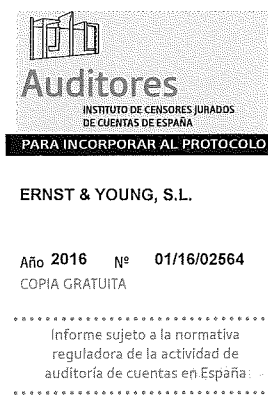 Auditores
INSTITUTO DE CENSORES JURADOS
DE CUENTAS DE ESPAÑA
PARA INCORPORAR AL PROTOCOLO
ERNST & YOUNG, S.L.
Año 2016 Nº 01/16/02564
COPIA GRATUITA
Informe sujeto a la normativa
reguladora de la actividad de
auditoría de cuentas en España